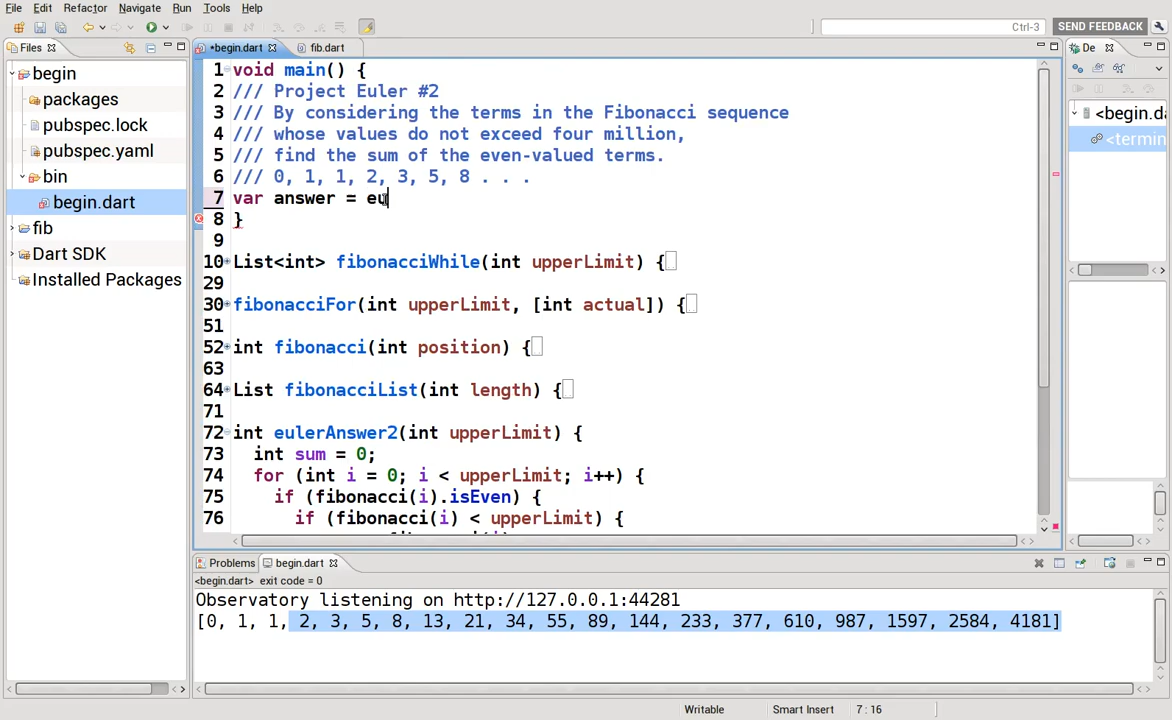 File Edit Refactor Navigate Run Tools Help
Ctrl-3
SEND FEEDBACK
Files
*begin.dart
fib.dart
De
begin
packages
pubspec.lock
pubspec.yaml
bin
begin.dart
fib
Dart SDK
Installed Packages
1 void main() {
2 /// Project Euler #2
3 /// By considering the terms in the Fibonacci sequence
4 /// whose values do not exceed four million,
5 /// find the sum of the even-valued terms.
6 /// 0, 1, 1, 2, 3, 5, 8 . . .
7 var answer = eu
8 }
9
10 List<int> fibonacciWhile(int upperLimit) {
29
30 fibonacciFor(int upperLimit, [int actual]) {
51
52 int fibonacci(int position) {
63
64 List fibonacciList(int length) {
71
72 int eulerAnswer2(int upperLimit) {
73 int sum = 0;
74 for (int i = 0; i < upperLimit; i++) {
75 if (fibonacci(i).isEven) {
76 if (fibonacci(i) < upperLimit) {
<begin.da
<termin
Problems
begin.dart
<begin.dart> exit code = 0
Observatory listening on http://127.0.0.1:44281
[0, 1, 1, 2, 3, 5, 8, 13, 21, 34, 55, 89, 144, 233, 377, 610, 987, 1597, 2584, 4181]
Writable
Smart Insert
7 : 16